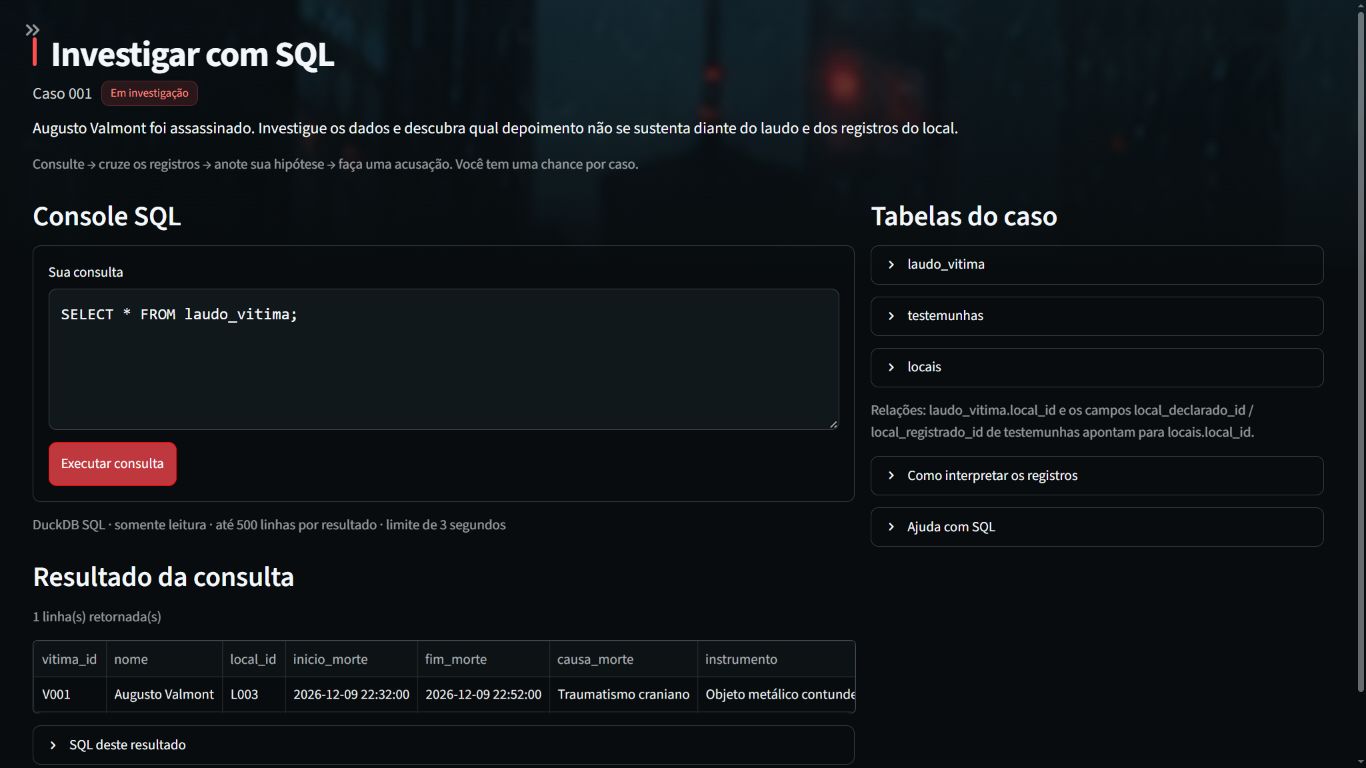 Investigar com SQL
Caso 001 Em investigação
Augusto Valmont foi assassinado. Investigue os dados e descubra qual depoimento não se sustenta diante do laudo e dos registros do local.
Consulte → cruze os registros → anote sua hipótese → faça uma acusação. Você tem uma chance por caso.
Console SQL
Sua consulta
SELECT * FROM laudo_vitima;
Executar consulta
DuckDB SQL · somente leitura · até 500 linhas por resultado · limite de 3 segundos
Resultado da consulta
1 linha(s) retornada(s)
vitima_id nome local_id inicio_morte fim_morte causa_morte instrumento
V001 Augusto Valmont L003 2026-12-09 22:32:00 2026-12-09 22:52:00 Traumatismo craniano Objeto metálico contunde
SQL deste resultado
Tabelas do caso
laudo_vitima
testemunhas
locais
Relações: laudo_vitima.local_id e os campos local_declarado_id /
local_registrado_id de testemunhas apontam para locais.local_id.
Como interpretar os registros
Ajuda com SQL